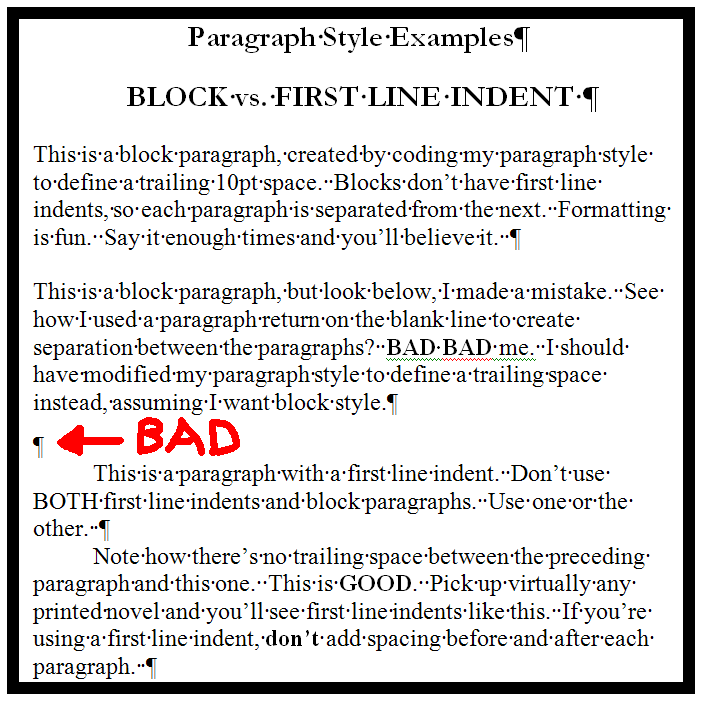 Paragraph·Style·Examples¶
BLOCK·vs.·FIRST·LINE·INDENT·¶
This·is·a·block·paragraph,·created·by·coding·my·paragraph·style·
to·define·a·trailing·10pt·space.··Blocks·don’t·have·first·line·
indents,·so·each·paragraph·is·separated·from·the·next.··Formatting·
is·fun.··Say·it·enough·times·and·you’ll·believe·it.··¶
This·is·a·block·paragraph,·but·look·below,·I·made·a·mistake.··See·
how·I·used·a·paragraph·return·on·the·blank·line·to·create·
separation·between·the·paragraphs?··BAD·BAD·me.··I·should·
have·modified·my·paragraph·style·to·define·a·trailing·space·
instead,·assuming·I·want·block·style.¶
¶ BAD
This·is·a·paragraph·with·a·first·line·indent.··Don’t·use·
BOTH·first·line·indents·and·block·paragraphs.··Use·one·or·the·
other.··¶
Note·how·there’s·no·trailing·space·between·the·preceding·
paragraph·and·this·one.··This·is·GOOD.··Pick·up·virtually·any·
printed·novel·and·you’ll·see·first·line·indents·like·this.··If·you’re·
using·a·first·line·indent,·don’t·add·spacing·before·and·after·each·
paragraph.··¶